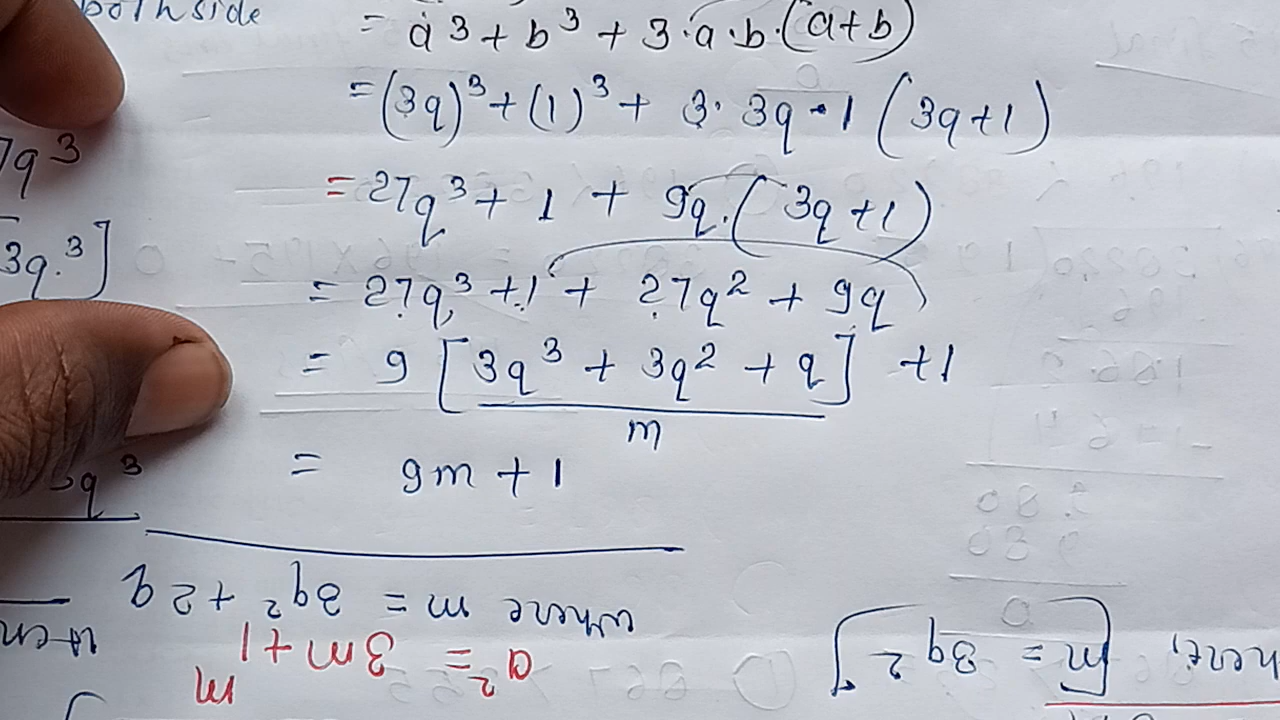 both side
= a³ + b³ + 3·a·b·(a+b)
= (3q)³ + (1)³ + 3·3q·1 (3q+1)
7q³
= 27q³ + 1 + 9q·(3q+1)
3q·³]
= 27q³ + 1 + 27q² + 9q
= 9 [3q³ + 3q² + q] + 1
m
= 9m + 1
3q³
where m = 3q² + 2q
a² = 3m + 1
m
m = 3q²